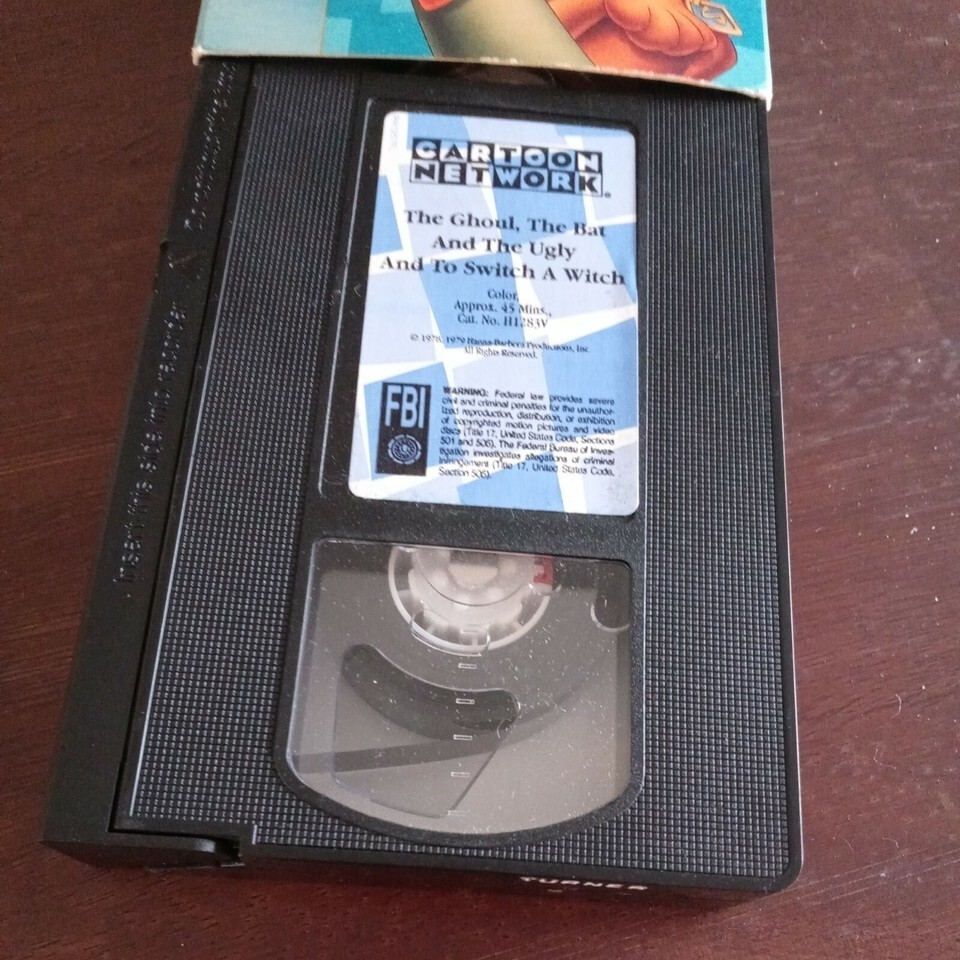 CARTOON
NETWORK®
The Ghoul, The Bat
And The Ugly
And To Switch A Witch
Color,
Approx. 45 Mins.,
Cat. No. H1283V
© 1978, 1979 Hanna-Barbera Productions, Inc.
All Rights Reserved.
FBI
WARNING: Federal law provides severe
civil and criminal penalties for the unauthor-
ized reproduction, distribution, or exhibition
of copyrighted motion pictures and video
discs (Title 17, United States Code, Sections
501 and 506). The Federal Bureau of Inves-
tigation investigates allegations of criminal
infringement (Title 17, United States Code,
Section 506).
Insert this side into recorder
TURNER